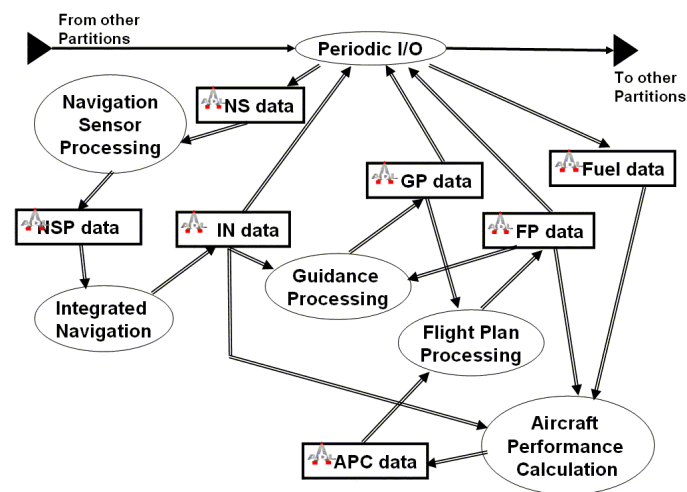 From other
Partitions
Periodic I/O
To other
Partitions
Navigation
Sensor
Processing
NS data
Fuel data
GP data
NSP data
IN data
FP data
Guidance
Processing
Integrated
Navigation
Flight Plan
Processing
Aircraft
Performance
Calculation
APC data